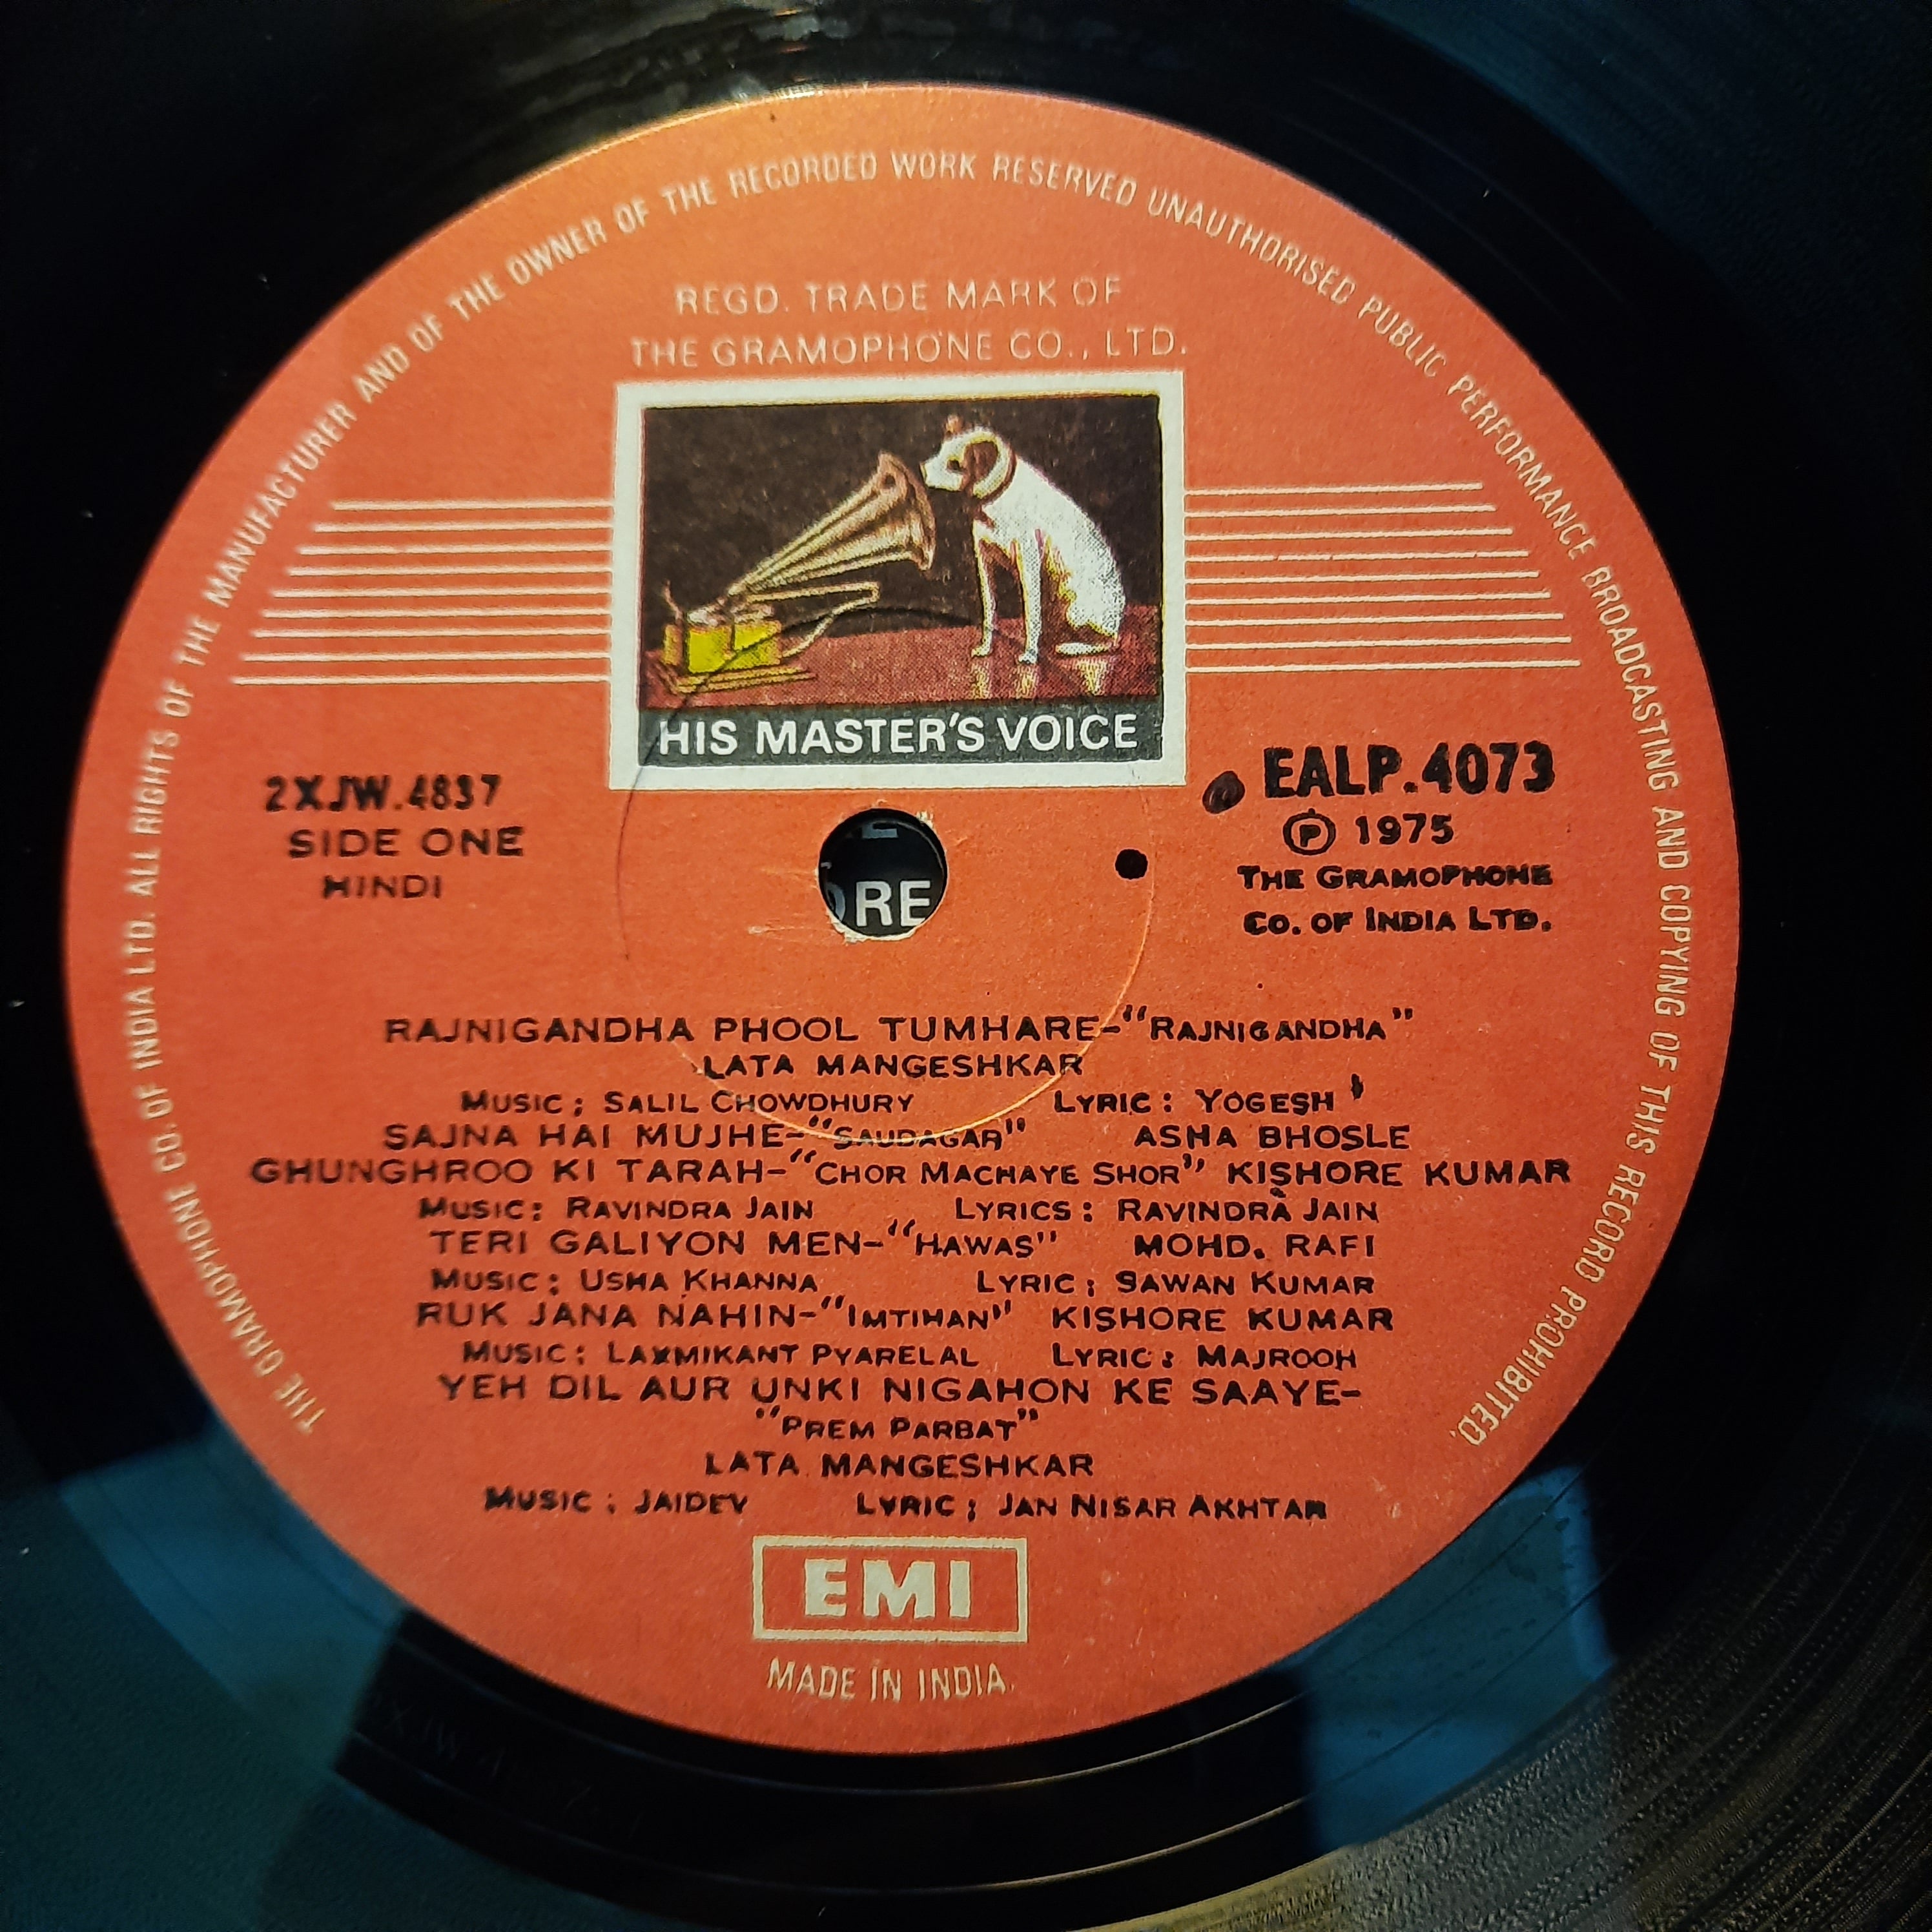 THE GRAMOPHONE CO. OF INDIA LTD. ALL RIGHTS OF THE MANUFACTURER AND OF THE OWNER OF THE RECORDED WORK RESERVED UNAUTHORISED PUBLIC PERFORMANCE BROADCASTING AND COPYING OF THIS RECORD PROHIBITED.
REGD. TRADE MARK OF
THE GRAMOPHONE CO., LTD.
HIS MASTER'S VOICE
2XJW.4837
SIDE ONE
HINDI
EALP.4073
Ⓟ 1975
THE GRAMOPHONE
CO. OF INDIA LTD.
RE
RAJNIGANDHA PHOOL TUMHARE-"RAJNIGANDHA"
LATA MANGESHKAR
MUSIC: SALIL CHOWDHURY LYRIC: YOGESH
SAJNA HAI MUJHE-"SAUDAGAR" ASHA BHOSLE
GHUNGHROO KI TARAH-"CHOR MACHAYE SHOR" KISHORE KUMAR
MUSIC: RAVINDRA JAIN LYRICS: RAVINDRA JAIN
TERI GALIYON MEN-"HAWAS" MOHD. RAFI
MUSIC: USHA KHANNA LYRIC: SAWAN KUMAR
RUK JANA NAHIN-"IMTIHAN" KISHORE KUMAR
MUSIC: LAXMIKANT PYARELAL LYRIC: MAJROOH
YEH DIL AUR UNKI NIGAHON KE SAAYE-
"PREM PARBAT"
LATA MANGESHKAR
MUSIC: JAIDEV LYRIC: JAN NISAR AKHTAR
EMI
MADE IN INDIA.